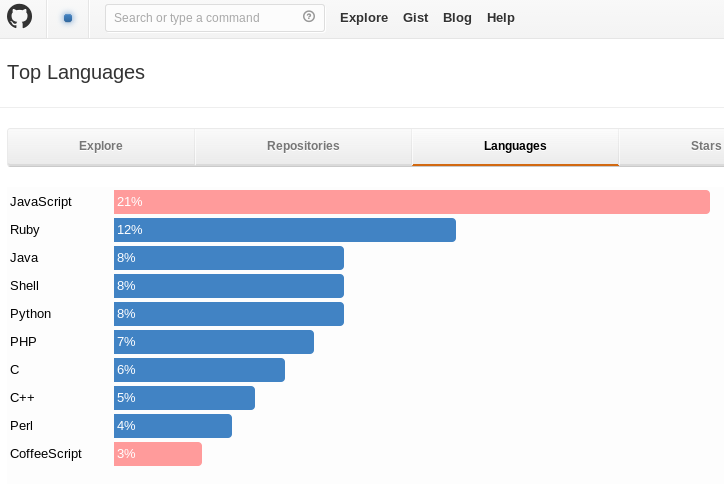 Search or type a command ? Explore Gist Blog Help
Top Languages
Explore Repositories Languages Stars
JavaScript 21%
Ruby 12%
Java 8%
Shell 8%
Python 8%
PHP 7%
C 6%
C++ 5%
Perl 4%
CoffeeScript 3%